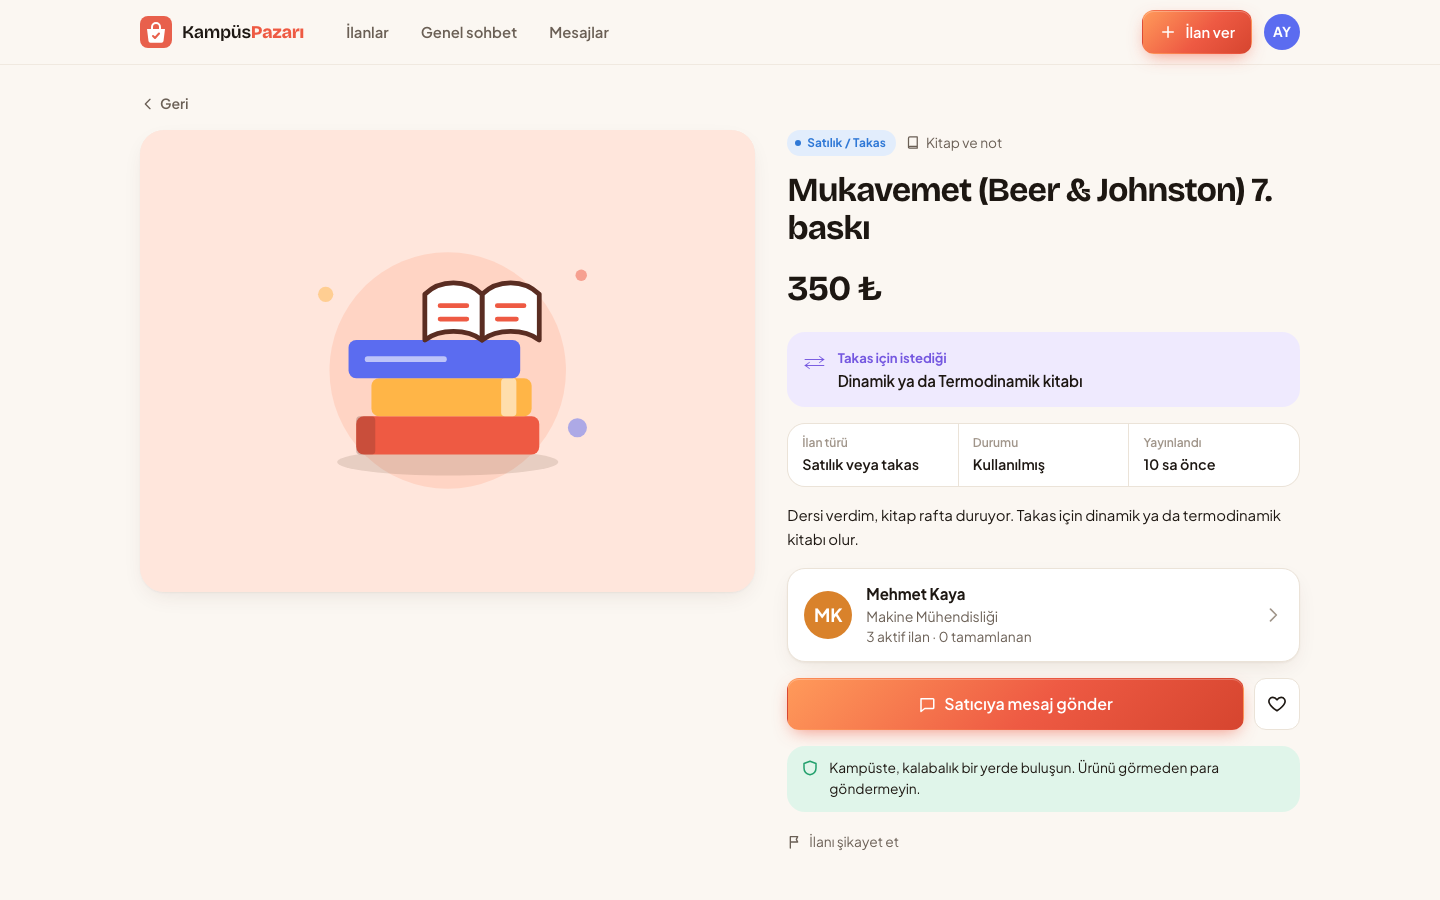 KampüsPazarı
İlanlar
Genel sohbet
Mesajlar
İlan ver
AY
Geri
Satılık / Takas
Kitap ve not
Mukavemet (Beer & Johnston) 7.
baskı
350 ₺
Takas için istediği
Dinamik ya da Termodinamik kitabı
İlan türü
Satılık veya takas
Durumu
Kullanılmış
Yayınlandı
10 sa önce
Dersi verdim, kitap rafta duruyor. Takas için dinamik ya da termodinamik
kitabı olur.
MK
Mehmet Kaya
Makine Mühendisliği
3 aktif ilan · 0 tamamlanan
Satıcıya mesaj gönder
Kampüste, kalabalık bir yerde buluşun. Ürünü görmeden para
göndermeyin.
İlanı şikayet et